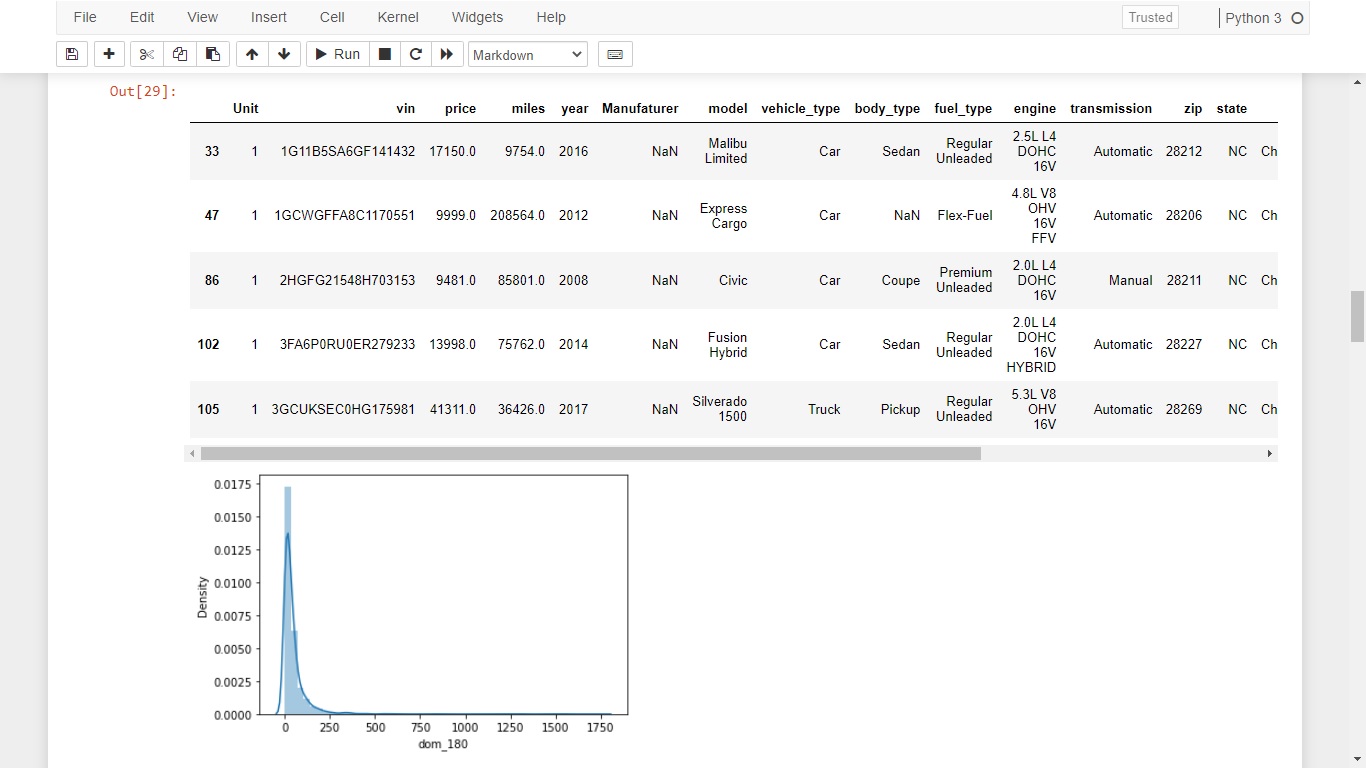 File Edit View Insert Cell Kernel Widgets Help Trusted Python 3
Run Markdown
Out[29]:
Unit vin price miles year Manufaturer model vehicle_type body_type fuel_type engine transmission zip state
33 1 1G11B5SA6GF141432 17150.0 9754.0 2016 NaN Malibu Limited Car Sedan Regular Unleaded 2.5L L4 DOHC 16V Automatic 28212 NC Ch
47 1 1GCWGFFA8C1170551 9999.0 208564.0 2012 NaN Express Cargo Car NaN Flex-Fuel 4.8L V8 OHV 16V FFV Automatic 28206 NC Ch
86 1 2HGFG21548H703153 9481.0 85801.0 2008 NaN Civic Car Coupe Premium Unleaded 2.0L L4 DOHC 16V Manual 28211 NC Ch
102 1 3FA6P0RU0ER279233 13998.0 75762.0 2014 NaN Fusion Hybrid Car Sedan Regular Unleaded 2.0L L4 DOHC 16V HYBRID Automatic 28227 NC Ch
105 1 3GCUKSEC0HG175981 41311.0 36426.0 2017 NaN Silverado 1500 Truck Pickup Regular Unleaded 5.3L V8 OHV 16V Automatic 28269 NC Ch
0.0175
0.0150
0.0125
0.0100
0.0075
0.0050
0.0025
0.0000
Density
0 250 500 750 1000 1250 1500 1750
dom_180